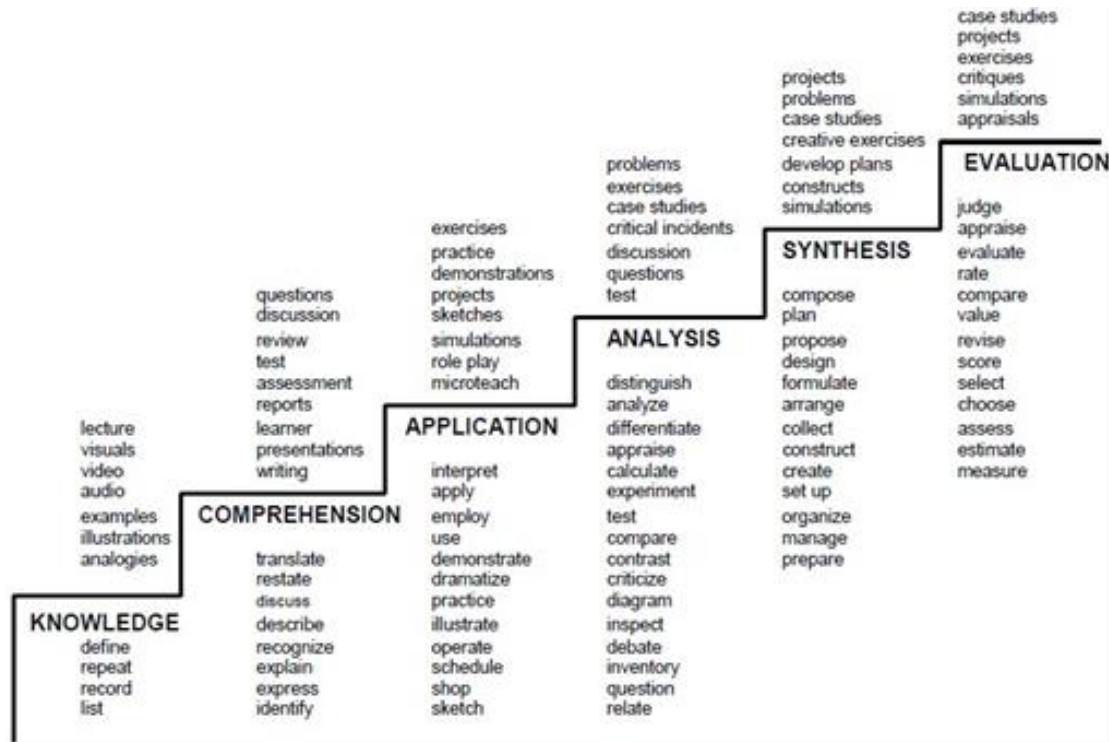 lecture
visuals
video
audio
examples
illustrations
analogies
KNOWLEDGE
define
repeat
record
list
questions
discussion
review
test
assessment
reports
learner
presentations
writing
COMPREHENSION
translate
restate
discuss
describe
recognize
explain
express
identify
exercises
practice
demonstrations
projects
sketches
simulations
role play
microteach
APPLICATION
interpret
apply
employ
use
demonstrate
dramatize
practice
illustrate
operate
schedule
shop
sketch
problems
exercises
case studies
critical incidents
discussion
questions
test
ANALYSIS
distinguish
analyze
differentiate
appraise
calculate
experiment
test
compare
contrast
criticize
diagram
inspect
debate
inventory
question
relate
projects
problems
case studies
creative exercises
develop plans
constructs
simulations
SYNTHESIS
compose
plan
propose
design
formulate
arrange
collect
construct
create
set up
organize
manage
prepare
case studies
projects
exercises
critiques
simulations
appraisals
EVALUATION
judge
appraise
evaluate
rate
compare
value
revise
score
select
choose
assess
estimate
measure